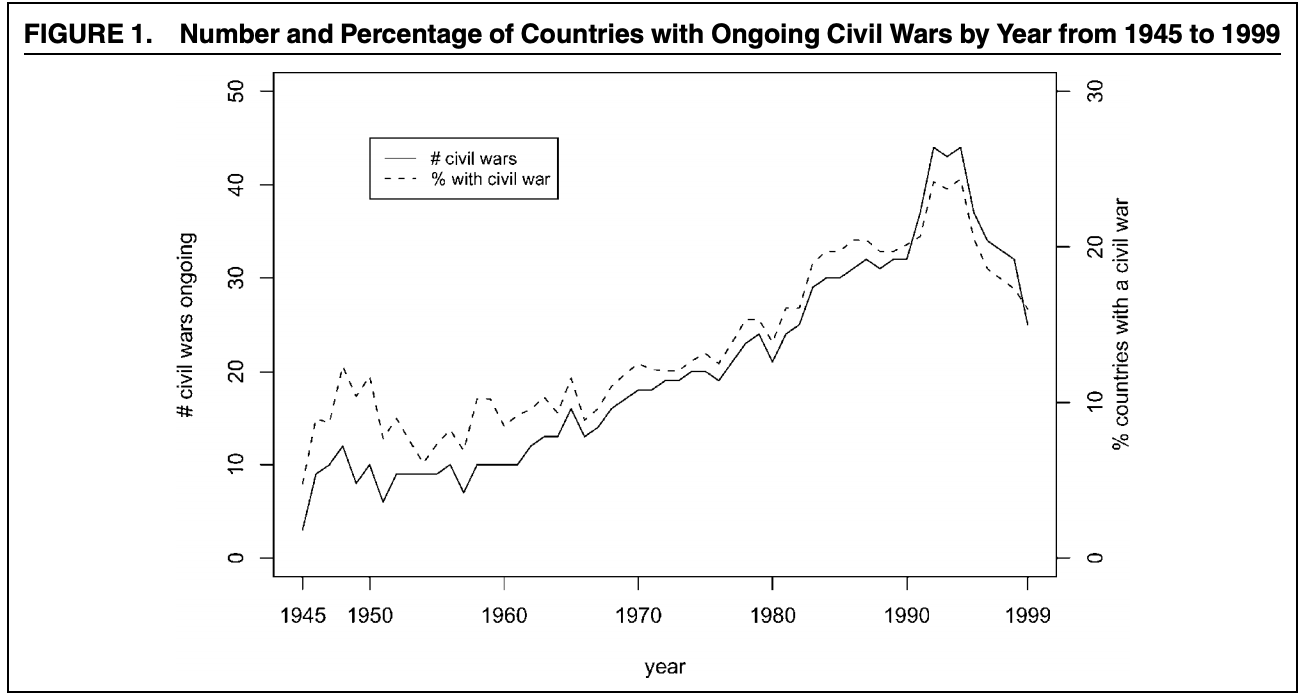 FIGURE 1. Number and Percentage of Countries with Ongoing Civil Wars by Year from 1945 to 1999
50
40
30
20
10
0
# civil wars ongoing
# civil wars
% with civil war
30
20
10
0
% countries with a civil war
1945 1950 1960 1970 1980 1990 1999
year